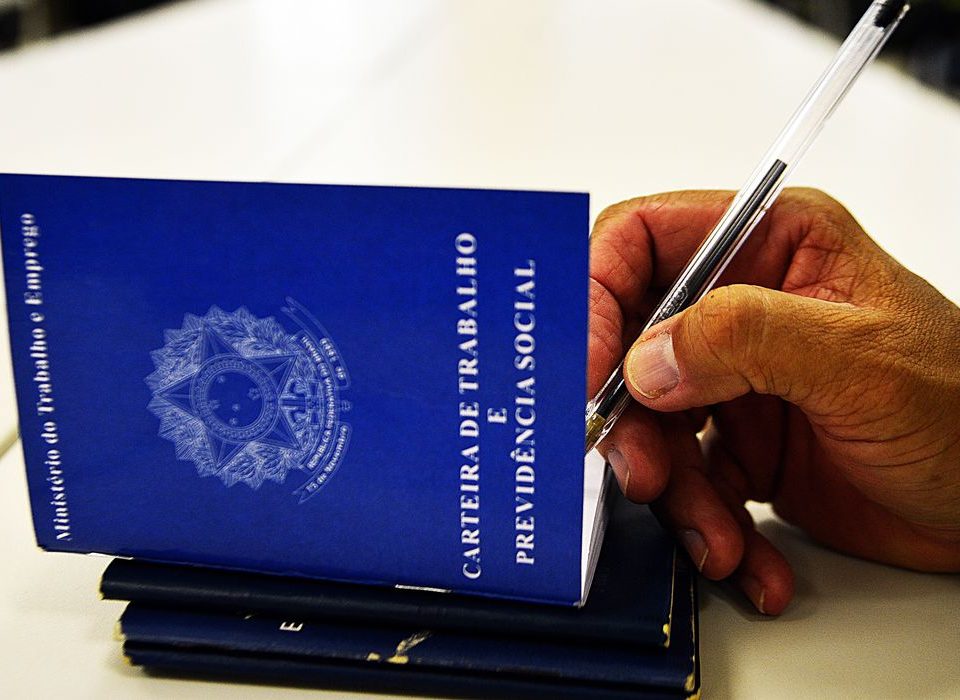 Ministério do Trabalho e Emprego
CARTEIRA DE TRABALHO
E
PREVIDÊNCIA SOCIAL
E